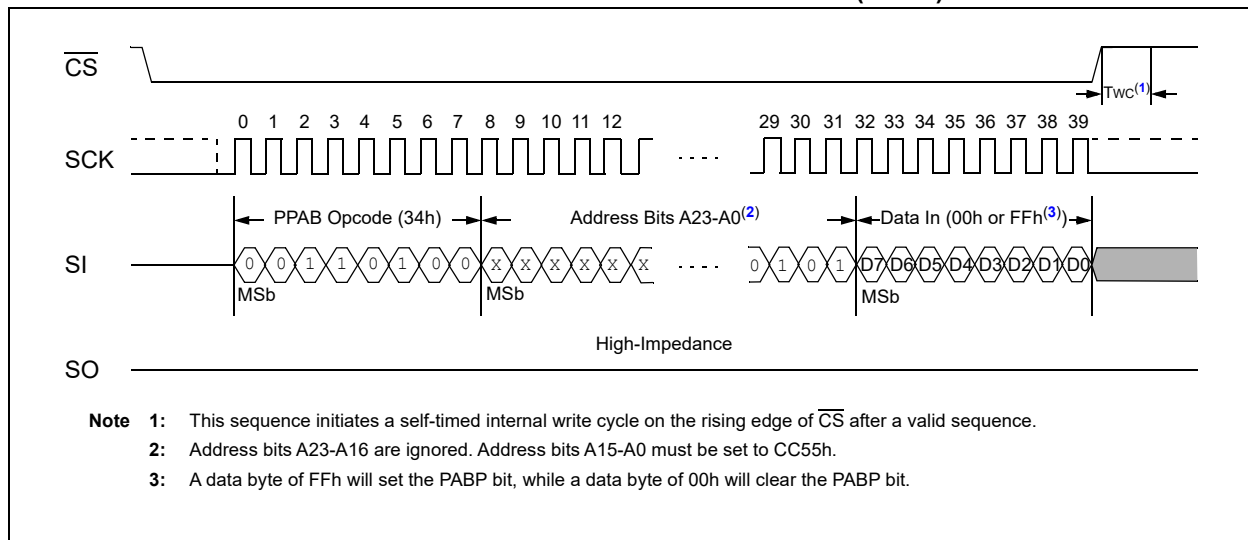 CS
TWC(1)
0 1 2 3 4 5 6 7 8 9 10 11 12 29 30 31 32 33 34 35 36 37 38 39
SCK
PPAB Opcode (34h) Address Bits A23-A0(2) Data In (00h or FFh(3))
SI 0 0 1 1 0 1 0 0 X X X X X X 0 1 0 1 D7 D6 D5 D4 D3 D2 D1 D0
MSb MSb MSb
High-Impedance
SO
Note 1: This sequence initiates a self-timed internal write cycle on the rising edge of CS after a valid sequence.
2: Address bits A23-A16 are ignored. Address bits A15-A0 must be set to CC55h.
3: A data byte of FFh will set the PABP bit, while a data byte of 00h will clear the PABP bit.